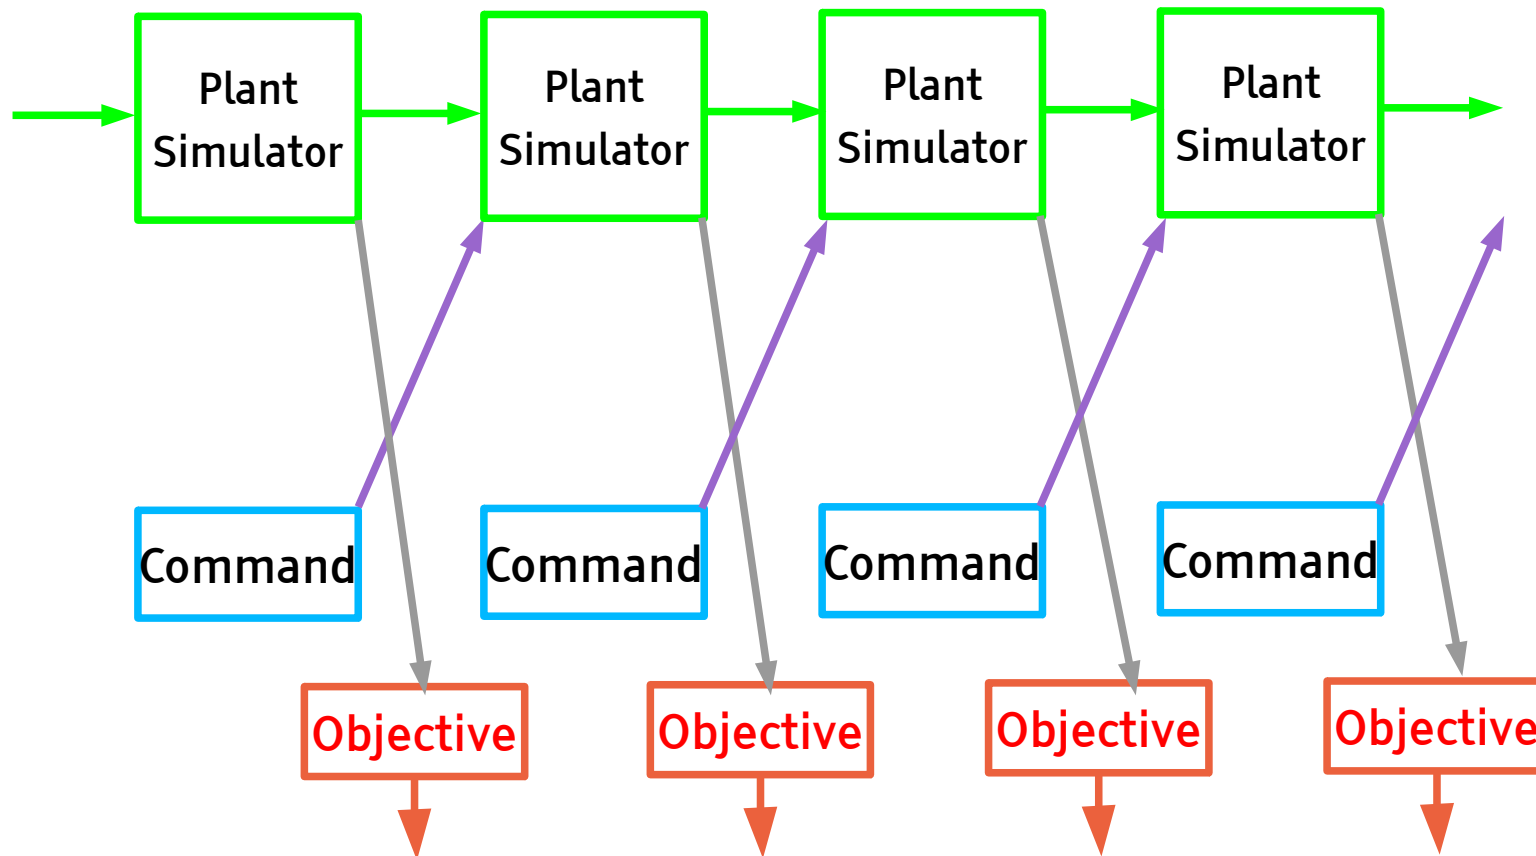 Plant
Simulator
Plant
Simulator
Plant
Simulator
Plant
Simulator
Command
Command
Command
Command
Objective
Objective
Objective
Objective